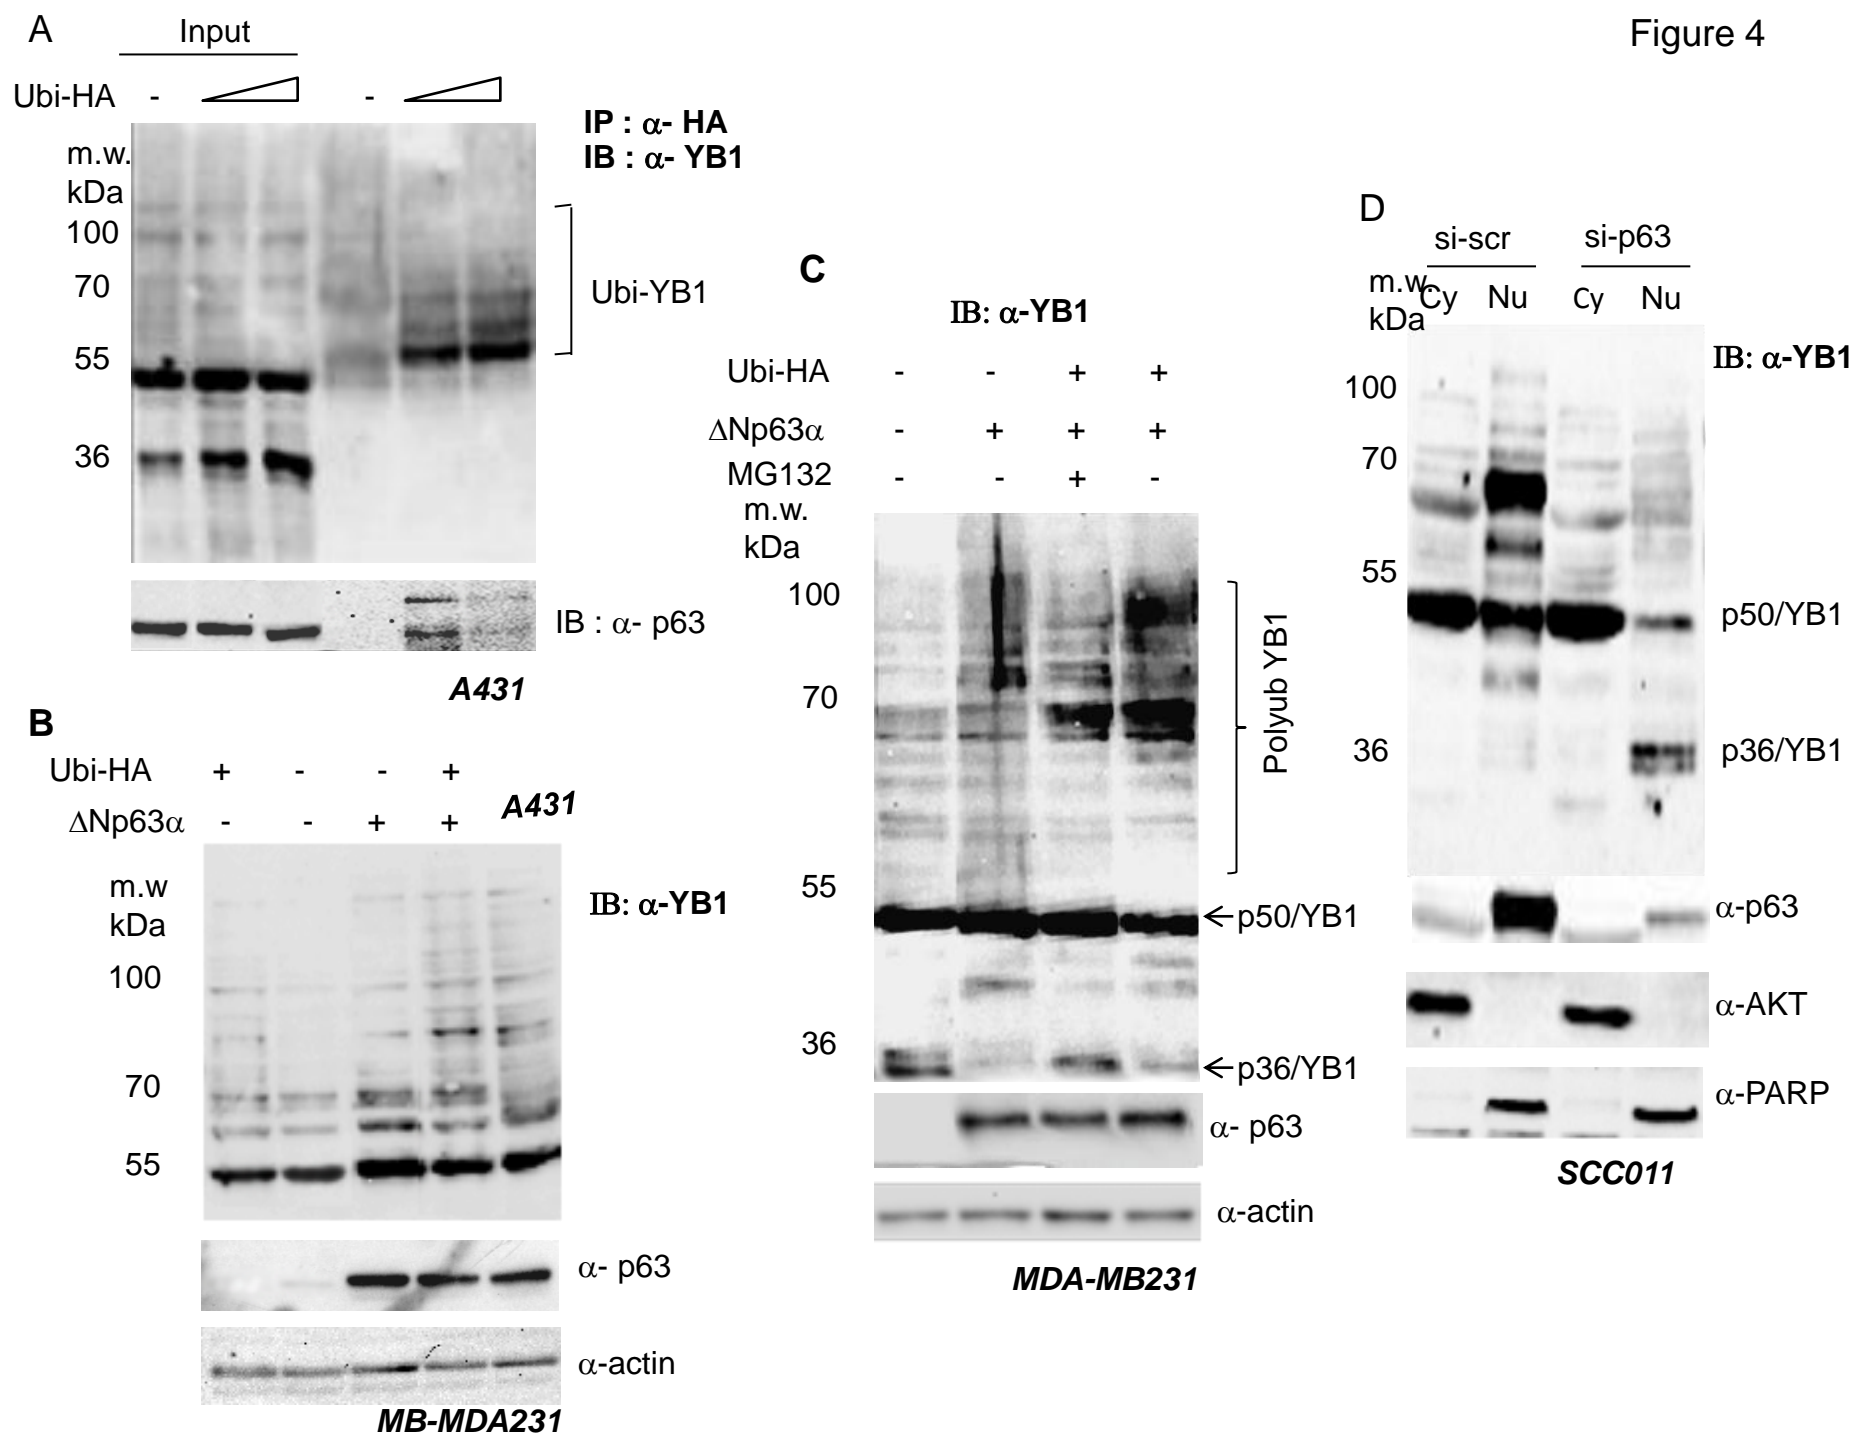 Figure 4
A
Input
Ubi-HA - -
IP : α- HA
IB : α- YB1
m.w.
kDa
100
70
55
36
Ubi-YB1
IB : α- p63
A431
B
Ubi-HA + - - +
A431
ΔNp63α - - + +
m.w
kDa
IB: α-YB1
100
70
55
α- p63
α-actin
MB-MDA231
C
IB: α-YB1
Ubi-HA - - + +
ΔNp63α - + + +
MG132 - - + -
m.w.
kDa
100
70
55
36
Polyub YB1
p50/YB1
p36/YB1
α- p63
α-actin
MDA-MB231
D
si-scr si-p63
m.w.
kDa
Cy Nu Cy Nu
IB: α-YB1
100
70
55
36
p50/YB1
p36/YB1
α-p63
α-AKT
α-PARP
SCC011